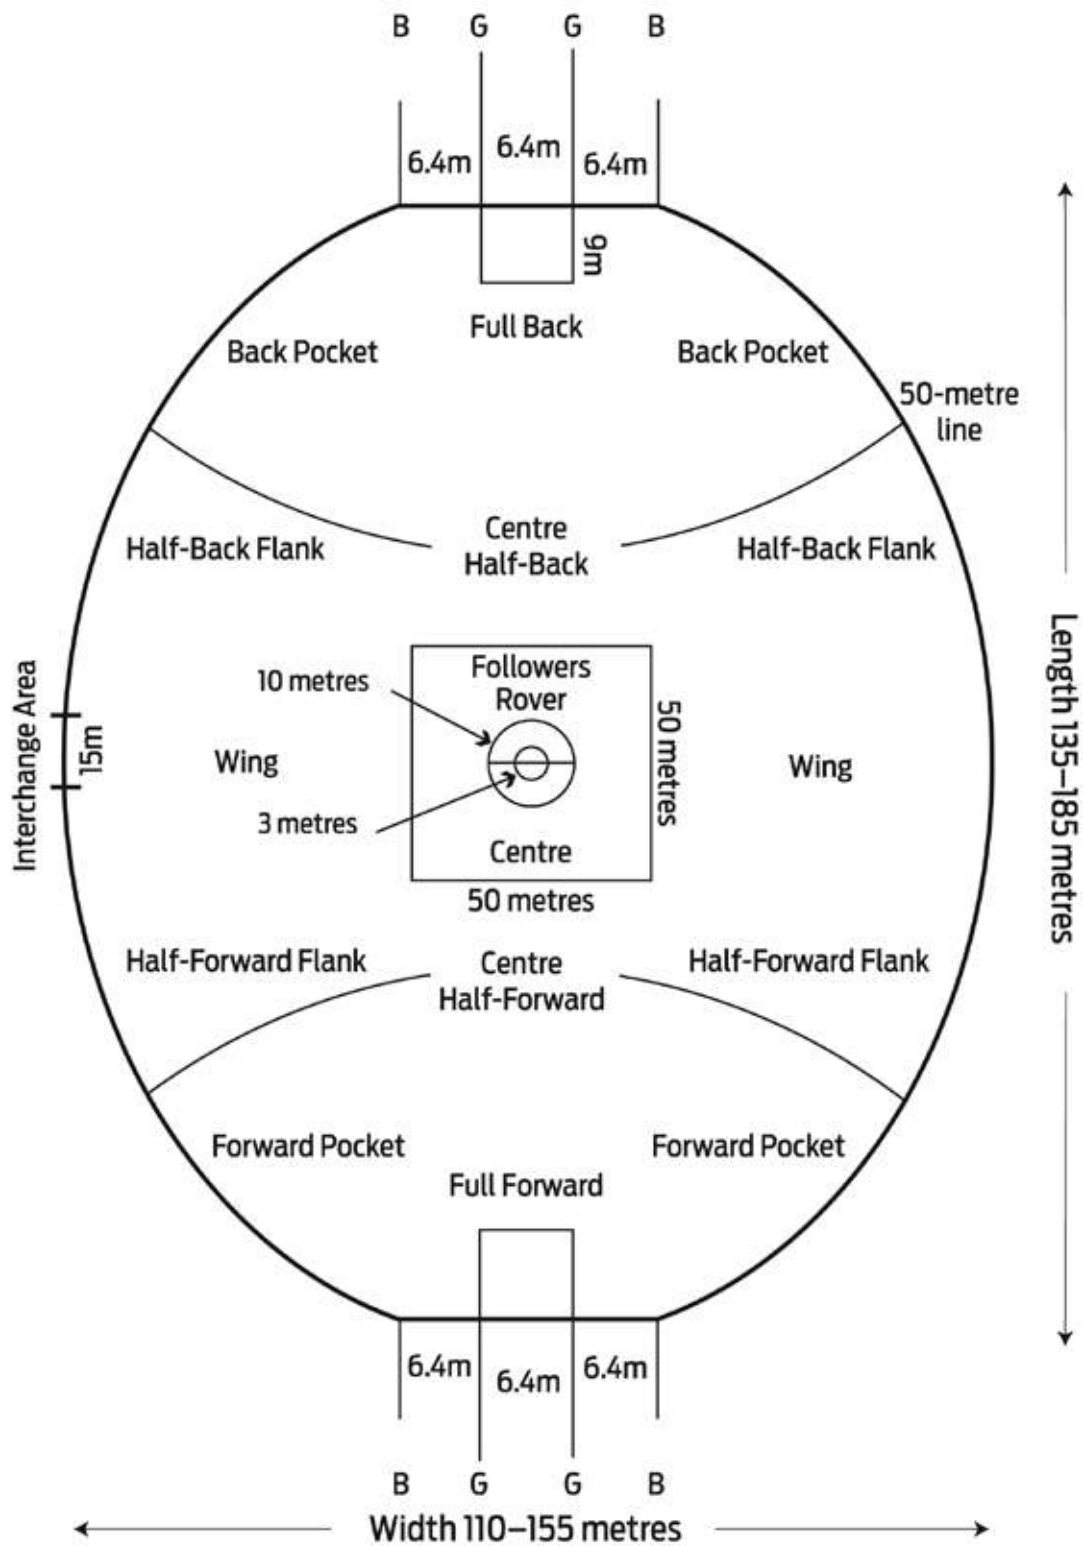 B G G B
6.4m 6.4m 6.4m
9m
Full Back
Back Pocket Back Pocket
50-metre
line
Centre
Half-Back
Half-Back Flank Half-Back Flank
Followers
Rover
10 metres
50 metres
Interchange Area
15m
Wing Wing
3 metres
Centre
50 metres
Length 135–185 metres
Half-Forward Flank Half-Forward Flank
Centre
Half-Forward
Forward Pocket Forward Pocket
Full Forward
6.4m 6.4m 6.4m
B G G B
Width 110–155 metres